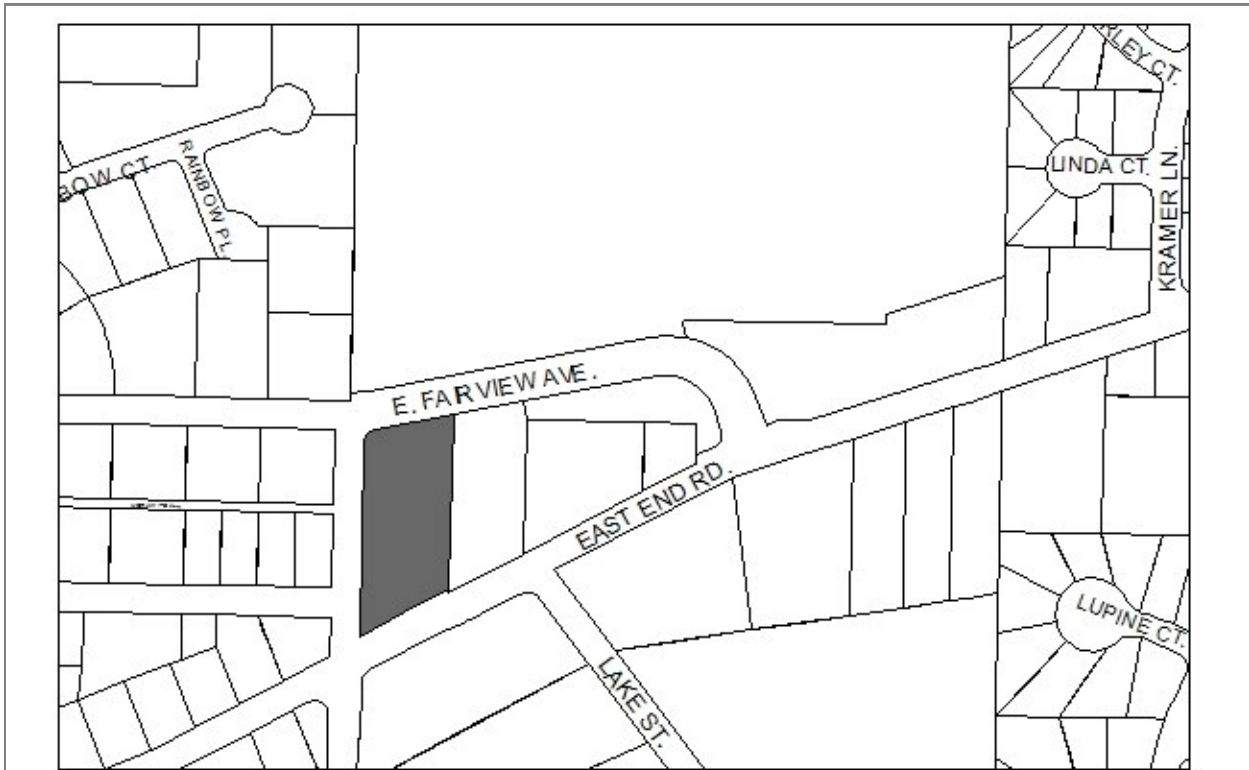 RLEY CT.
LINDA CT.
KRAMER LN.
BOW CT.
RAINBOW PL.
E. FAIRVIEW AVE.
EAST END RD.
LAKE ST.
LUPINE CT.